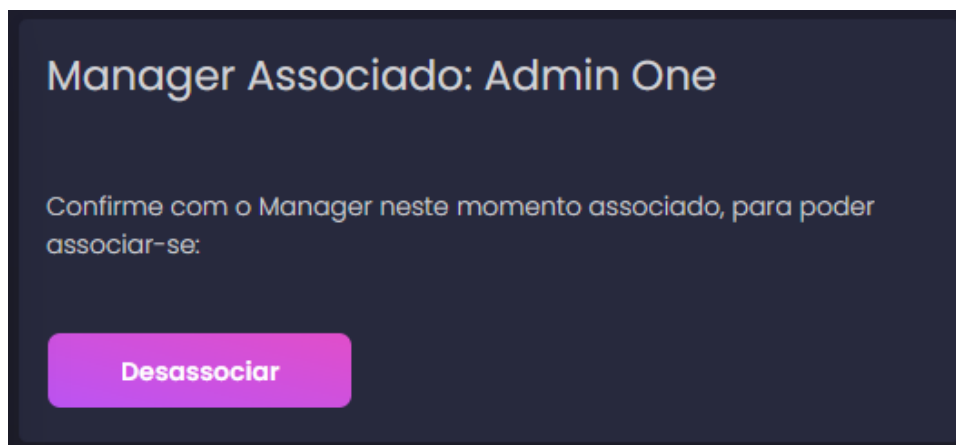 Manager Associado: Admin One
Confirme com o Manager neste momento associado, para poder
associar-se:
Desassociar